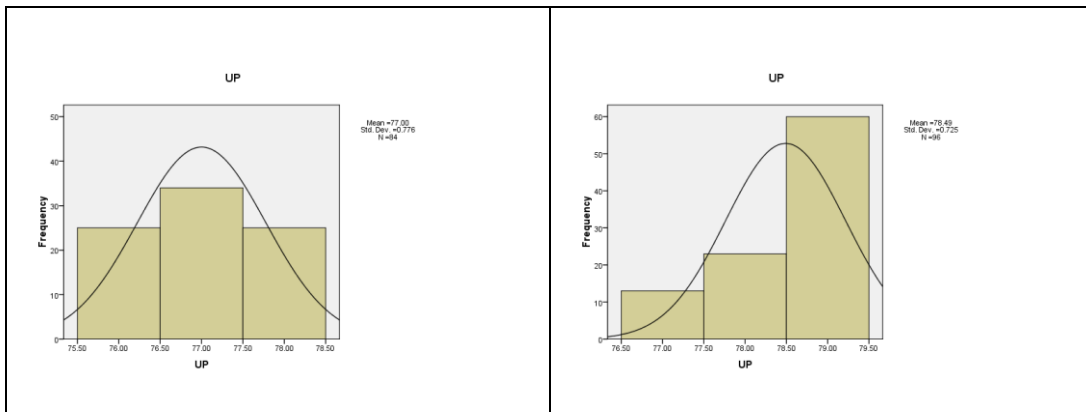 UP
50
40
30
20
10
0
Frequency
75.50 76.00 76.50 77.00 77.50 78.00 78.50
UP
Mean =77.00
Std. Dev. =0.776
N =84
UP
60
50
40
30
20
10
0
Frequency
76.50 77.00 77.50 78.00 78.50 79.00 79.50
UP
Mean =78.49
Std. Dev. =0.725
N =96